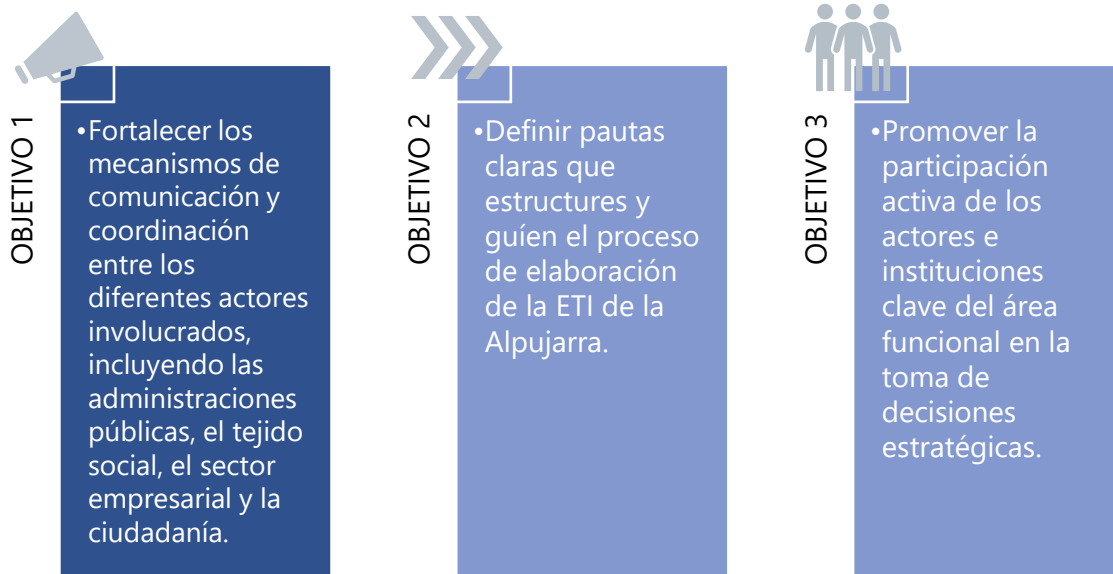 OBJETIVO 1
•Fortalecer los
mecanismos de
comunicación y
coordinación
entre los
diferentes actores
involucrados,
incluyendo las
administraciones
públicas, el tejido
social, el sector
empresarial y la
ciudadanía.
OBJETIVO 2
•Definir pautas
claras que
estructures y
guíen el proceso
de elaboración
de la ETI de la
Alpujarra.
OBJETIVO 3
•Promover la
participación
activa de los
actores e
instituciones
clave del área
funcional en la
toma de
decisiones
estratégicas.